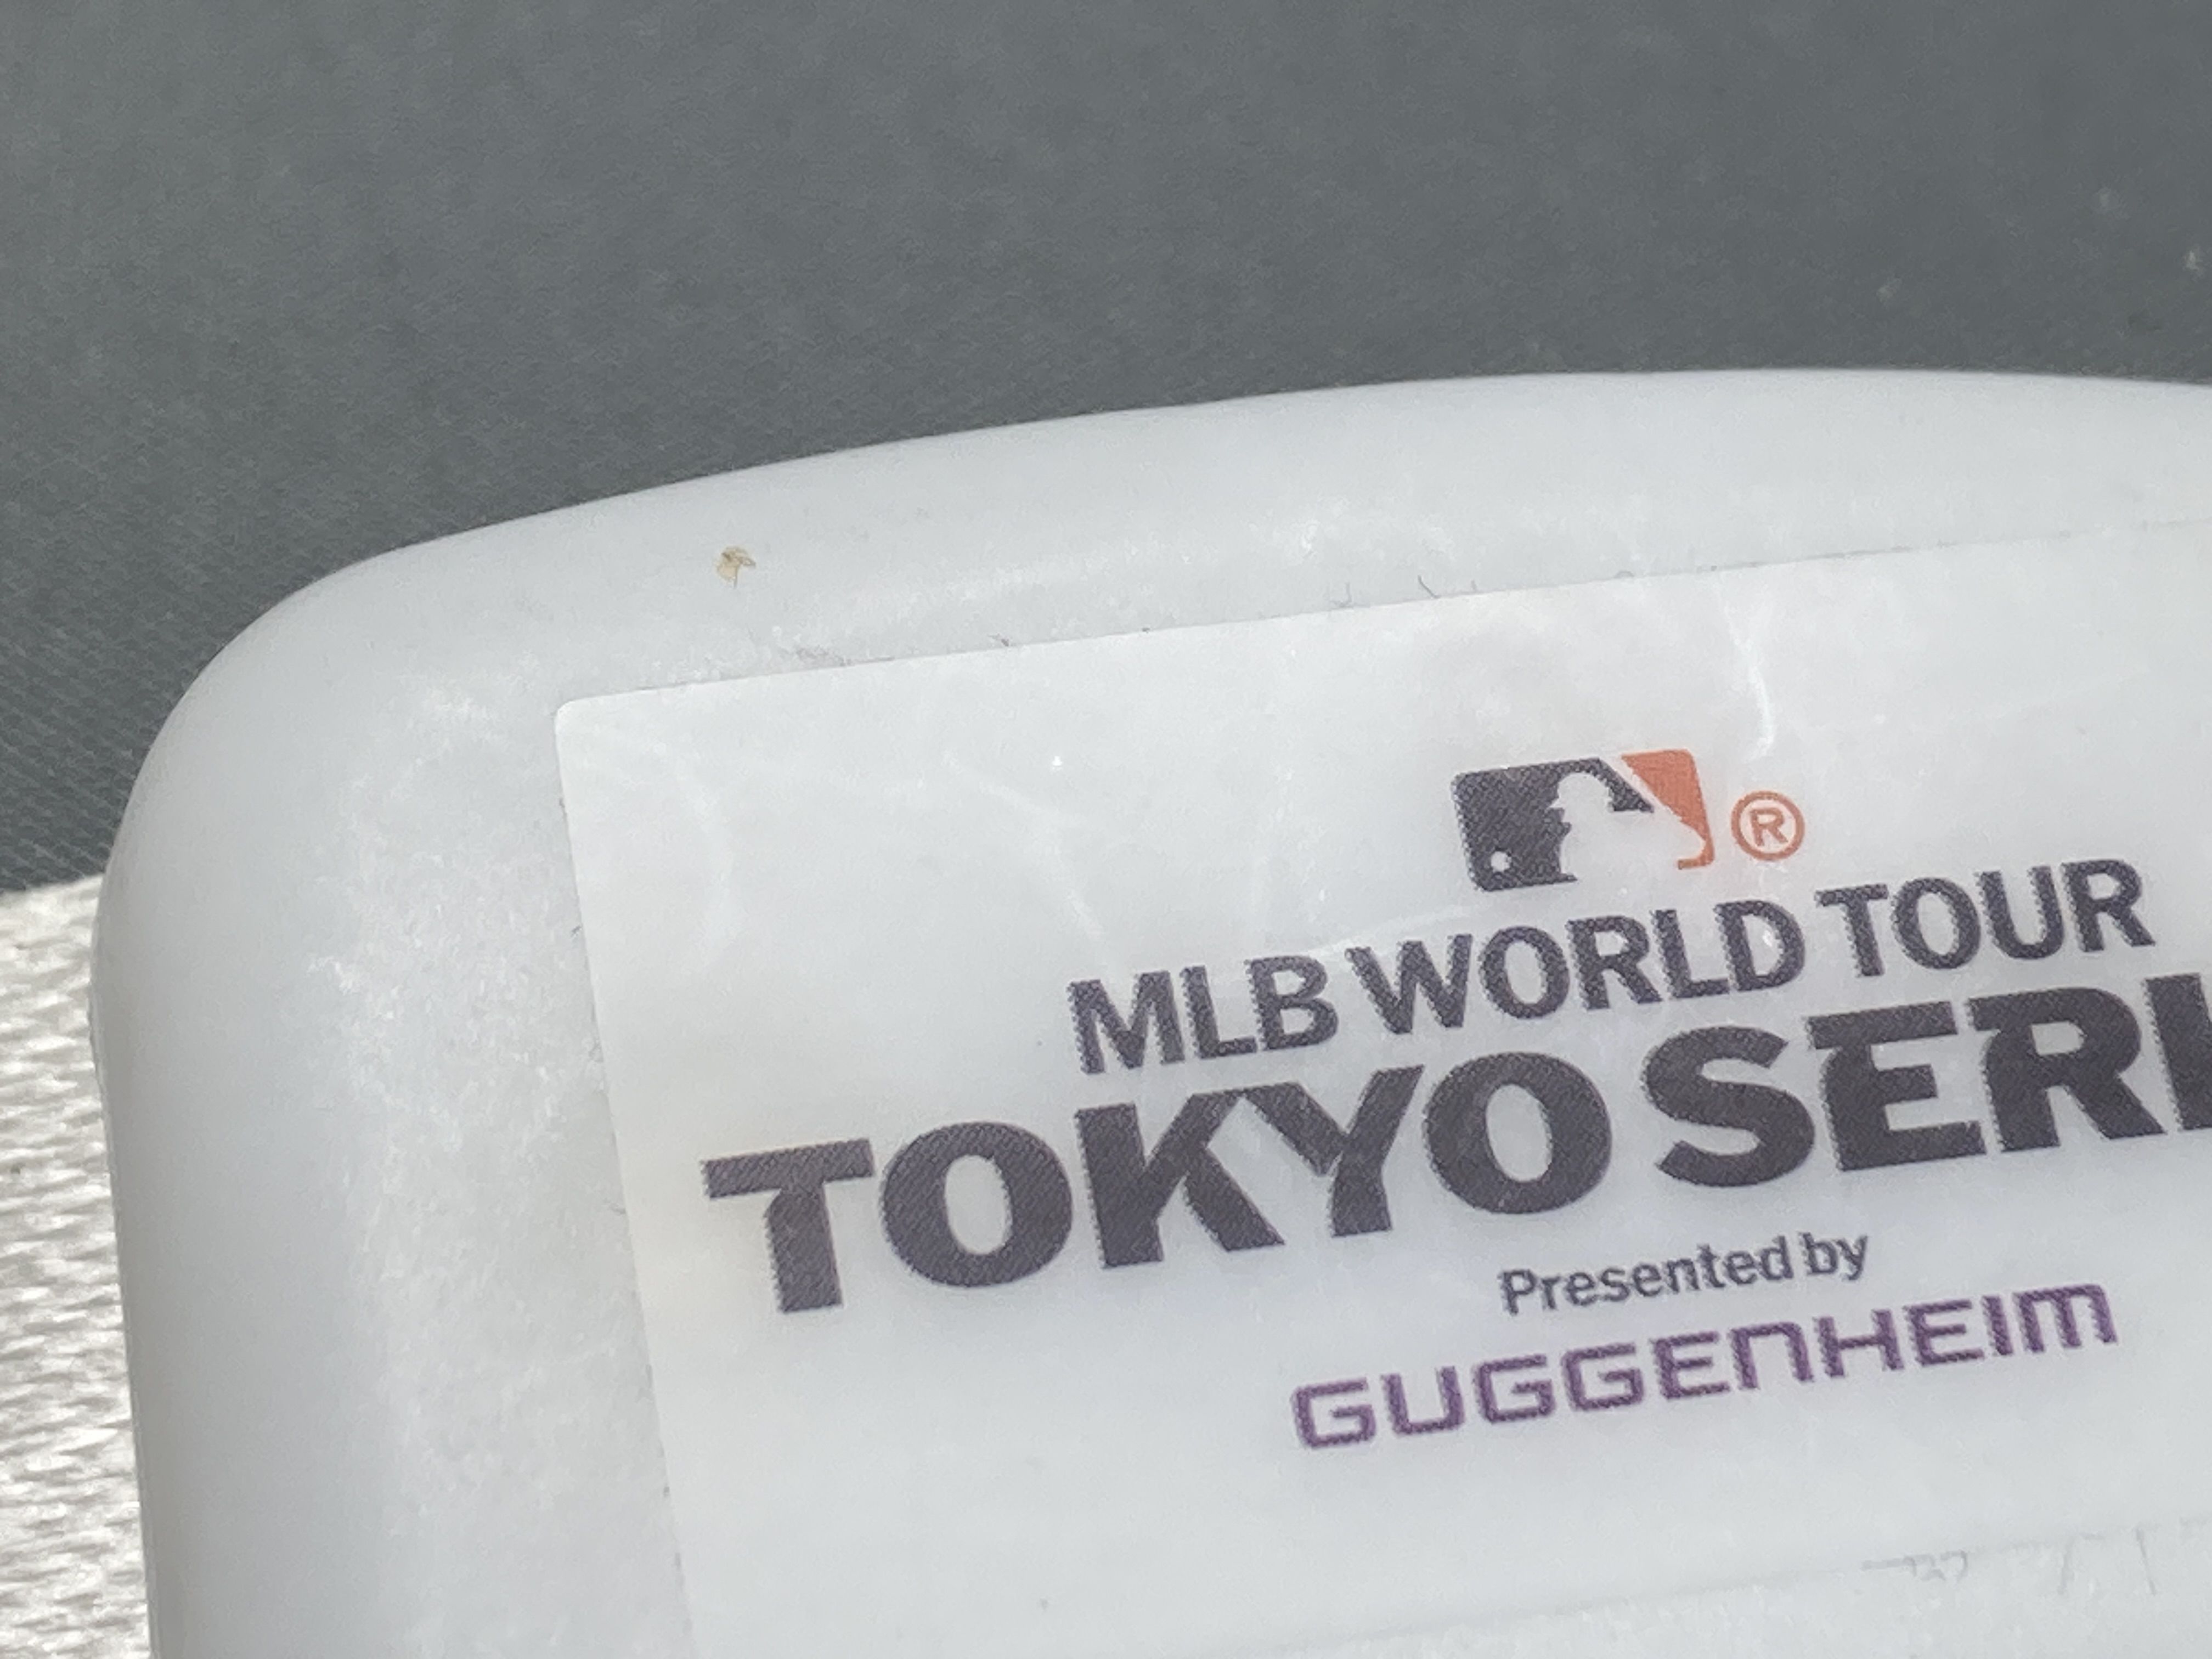 ®
MLB WORLD TOUR
TOKYO SERI
Presented by
GUGGENHEIM